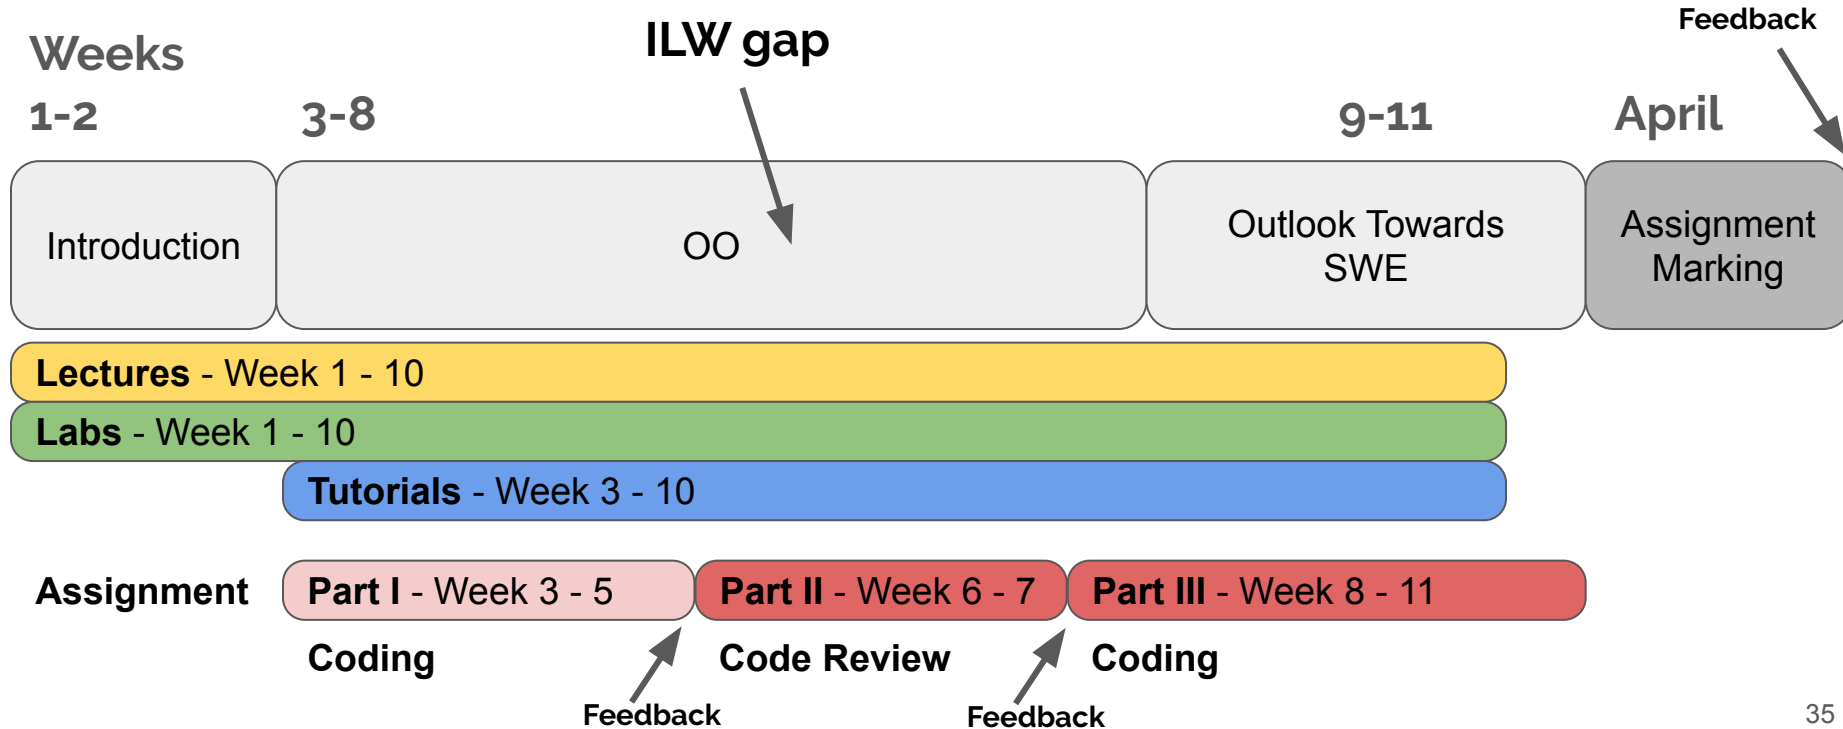 Weeks
ILW gap
Feedback
1-2
3-8
9-11
April
Introduction
OO
Outlook Towards
SWE
Assignment
Marking
Lectures - Week 1 - 10
Labs - Week 1 - 10
Tutorials - Week 3 - 10
Assignment
Part I - Week 3 - 5
Part II - Week 6 - 7
Part III - Week 8 - 11
Coding
Code Review
Coding
Feedback
Feedback
35